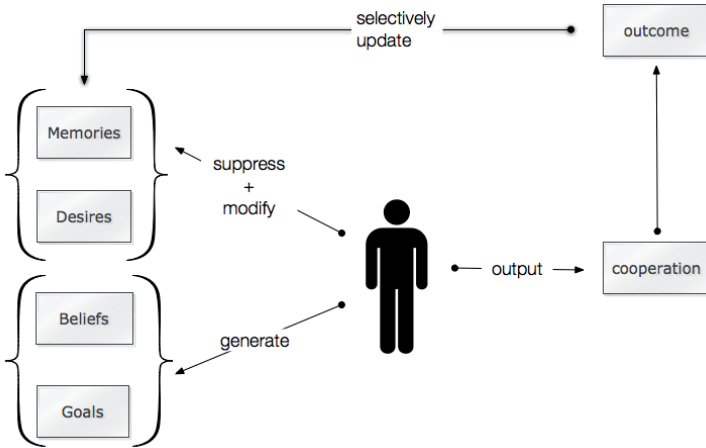 selectively
update
outcome
Memories
suppress
+
modify
Desires
output
cooperation
Beliefs
generate
Goals